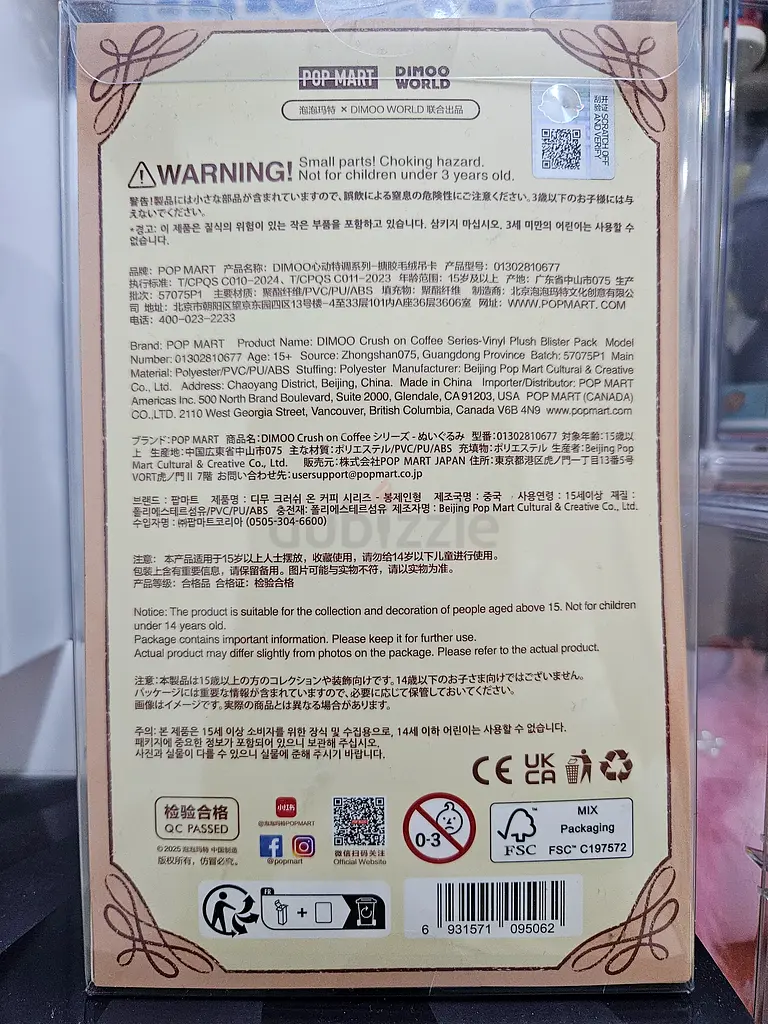 POP MART DIMOO WORLD
泡泡玛特 × DIMOO WORLD 联合出品
刮开验证 SCRATCH OFF AND VERIFY
WARNING! Small parts! Choking hazard.
Not for children under 3 years old.
警告!製品には小さな部品が含まれていますので、誤飲による窒息の危険性にご注意ください。3歳以下のお子様には与
えないでください。
*경고: 이 제품은 질식의 위험이 있는 작은 부품을 포함하고 있습니다. 삼키지 마십시오. 3세 미만의 어린이는 사용할 수
없습니다.
品牌: POP MART 产品名称: DIMOO心动特调系列-搪胶毛绒吊卡 产品型号: 01302810677
执行标准: T/CPQS C010-2024、T/CPQS C011-2023 年龄范围: 15岁及以上 产地: 广东省中山市075 生产
批次: 57075P1 主要材质: 聚酯纤维/PVC/PU/ABS 填充物: 聚酯纤维 制造商: 北京泡泡玛特文化创意有限公
司 地址: 北京市朝阳区望京东园四区13号楼-4至33层101内A座36层3606室 网址: WWW.POPMART.COM
电话: 400-023-2233
Brand: POP MART Product Name: DIMOO Crush on Coffee Series-Vinyl Plush Blister Pack Model
Number: 01302810677 Age: 15+ Source: Zhongshan075, Guangdong Province Batch: 57075P1 Main
Material: Polyester/PVC/PU/ABS Stuffing: Polyester Manufacturer: Beijing Pop Mart Cultural & Creative
Co., Ltd. Address: Chaoyang District, Beijing, China. Made in China Importer/Distributor: POP MART
Americas Inc. 500 North Brand Boulevard, Suite 2000, Glendale, CA 91203, USA POP MART (CANADA)
CO.,LTD. 2110 West Georgia Street, Vancouver, British Columbia, Canada V6B 4N9 www.popmart.com
ブランド:POP MART 商品名:DIMOO Crush on Coffee シリーズ - ぬいぐるみ 型番:01302810677 対象年齢:15歳以
上 生産地:中国広東省中山市075 主な材質:ポリエステル/PVC/PU/ABS 充填物:ポリエステル 生産者:Beijing Pop
Mart Cultural & Creative Co., Ltd. 販売元:株式会社POP MART JAPAN 住所:東京都港区虎ノ門一丁目13番5号
VORT虎ノ門Ⅱ 7階 お問い合わせ先:usersupport@popmart.co.jp
브랜드 : 팝마트 제품명 : 디무 크러쉬 온 커피 시리즈 - 봉제인형 제조국명 : 중국 사용연령 : 15세이상 재질 :
폴리에스테르섬유/PVC/PU/ABS 충전재: 폴리에스테르섬유 제조자명 : Beijing Pop Mart Cultural & Creative Co., Ltd.
수입자명 : ㈜팝마트코리아 (0505-304-6600)
dubizzle
注意: 本产品适用于15岁以上人士摆放，收藏使用，请勿给14岁以下儿童进行使用。
包装上含有重要信息，请保留备用。图片可能与实物不符，请以实物为准。
产品等级: 合格品 合格证: 检验合格
Notice: The product is suitable for the collection and decoration of people aged above 15. Not for children
under 14 years old.
Package contains important information. Please keep it for further use.
Actual product may differ slightly from photos on the package. Please refer to the actual product.
注意:本製品は15歳以上の方のコレクションや装飾向けです。14歳以下のお子さま向けではございません。
パッケージには重要な情報が含まれていますので、必要に応じて保管しておいてください。
画像はイメージです。実際の商品とは異なる場合があります。
주의: 본 제품은 15세 이상 소비자를 위한 장식 및 수집용으로, 14세 이하 어린이는 사용할 수 없습니다.
패키지에 중요한 정보가 포함되어 있으니 보관해 주십시오.
사진과 실물이 다를 수 있으니 실물에 준해 주시기 바랍니다.
CE UK CA
检验合格
QC PASSED
©2025 泡泡玛特 中国制造
版权所有，仿冒必究。
小红书
@泡泡玛特POPMART
@popmart
微信扫码关注
Official Website
0-3
FSC
MIX
Packaging
FSC™ C197572
FR
+
6 931571 095062